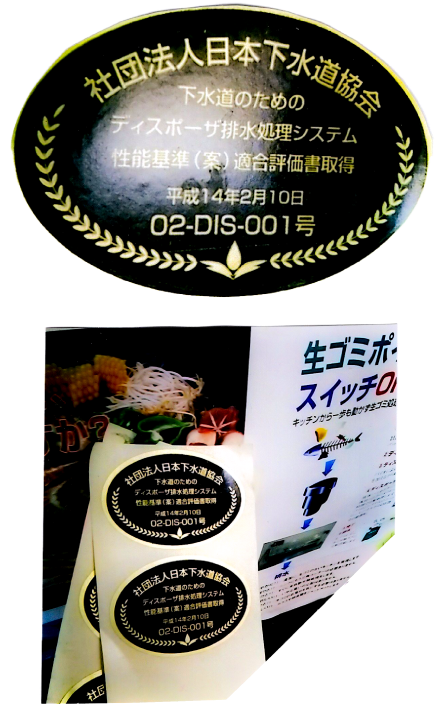 社団法人日本下水道協会
下水道のための
ディスポーザ排水処理システム
性能基準（案）適合評価書取得
平成14年2月10日
02-DIS-001号
生ゴミポ
スイッチO
キッチンから一歩も動かず生ゴミ処
か?
社団法人日本下水道協会
下水道のための
ディスポーザ排水処理システム
性能基準（案）適合評価書取得
平成14年2月10日
02-DIS-001号
排水
社団法人日本下水道協会
下水道のための
ディスポーザ排水処理システム
性能基準（案）適合評価書取得
平成14年2月10日
02-DIS-001号
社団